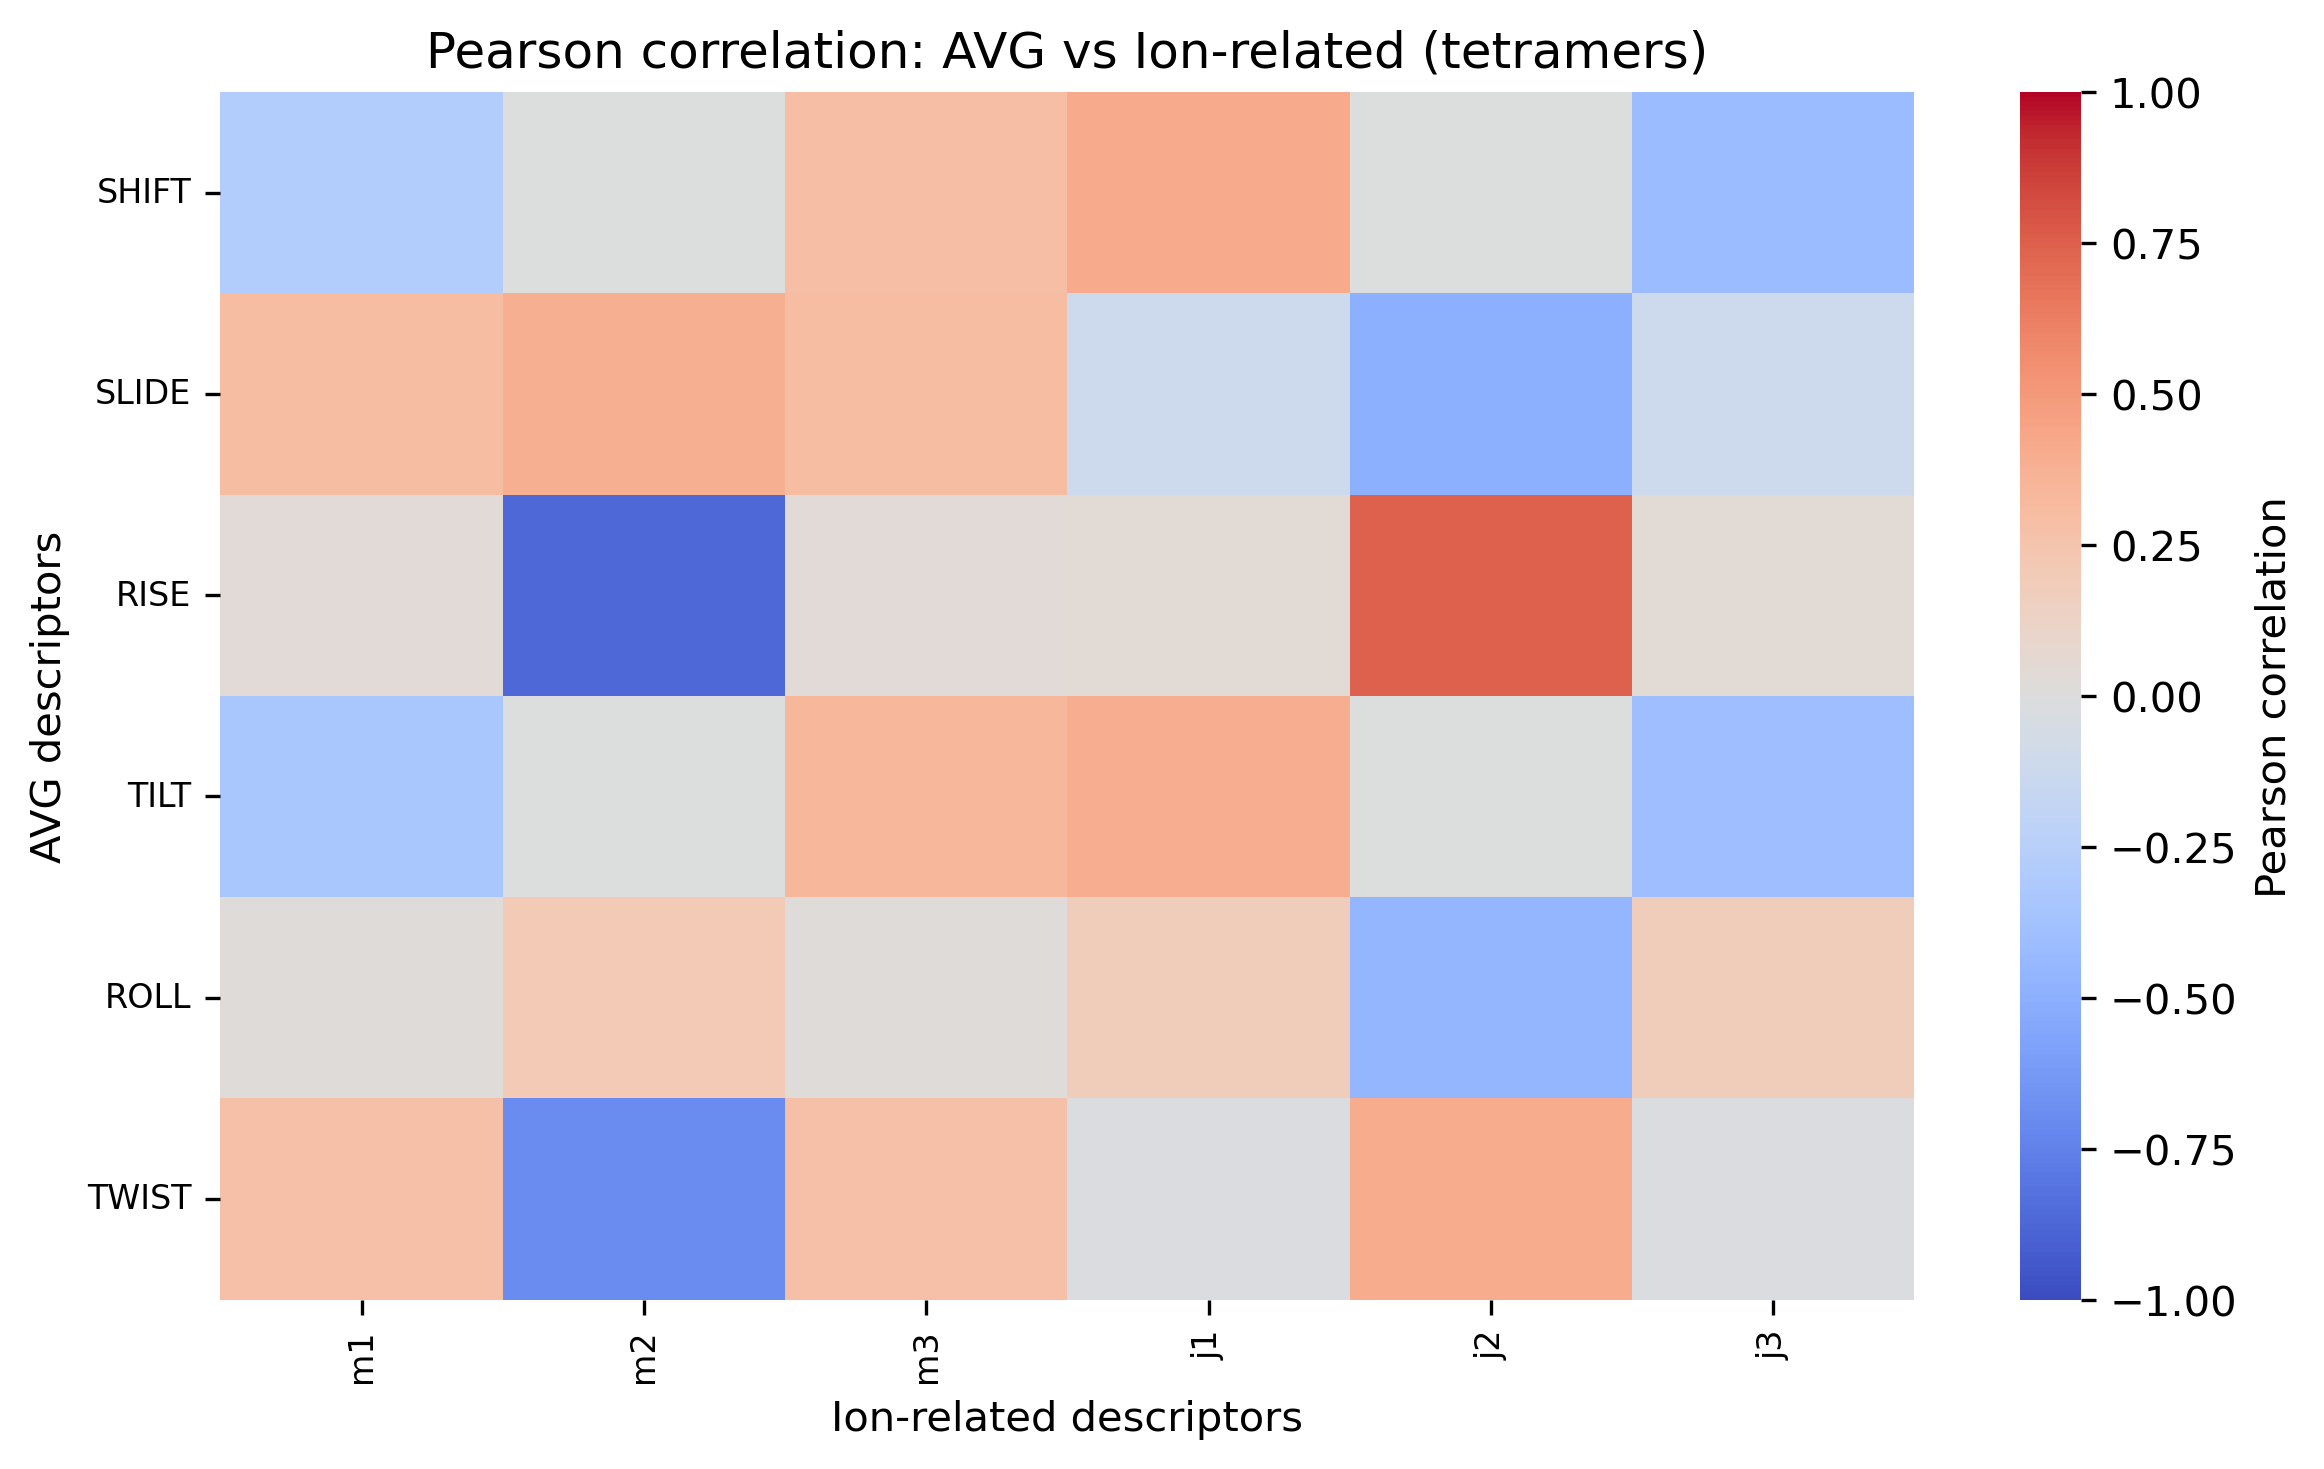 Pearson correlation: AVG vs Ion-related (tetramers)
AVG descriptors
SHIFT
SLIDE
RISE
TILT
ROLL
TWIST
m1
m2
m3
j1
j2
j3
Ion-related descriptors
1.00
0.75
0.50
0.25
0.00
−0.25
−0.50
−0.75
−1.00
Pearson correlation